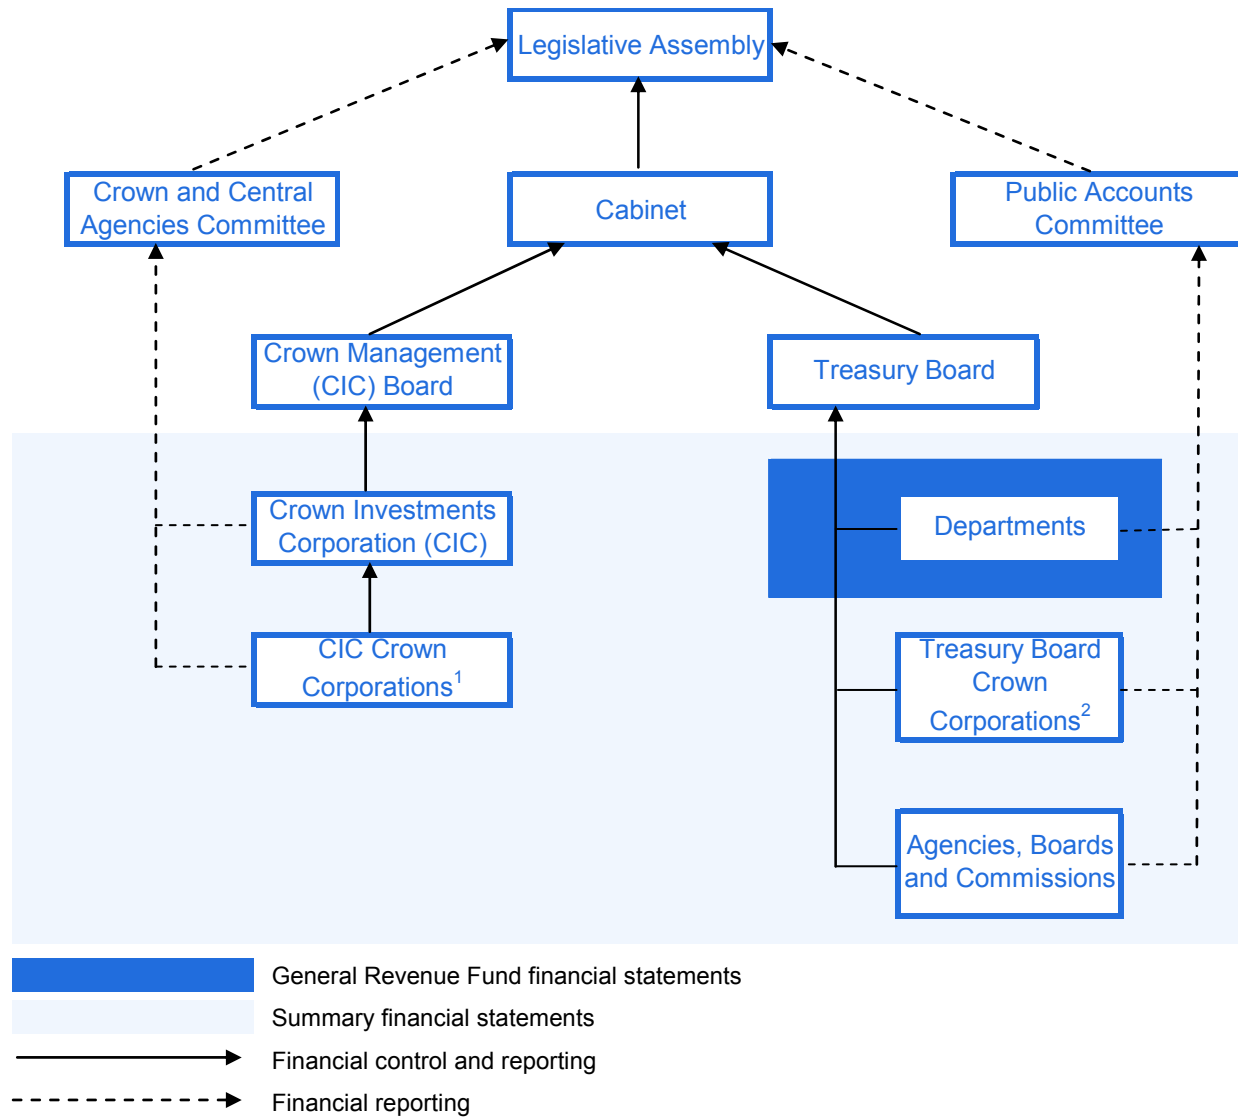 Legislative Assembly
Crown and Central
Agencies Committee
Cabinet
Public Accounts
Committee
Crown Management
(CIC) Board
Treasury Board
Crown Investments
Corporation (CIC)
Departments
CIC Crown
Corporations¹
Treasury Board
Crown
Corporations²
Agencies, Boards
and Commissions
General Revenue Fund financial statements
Summary financial statements
Financial control and reporting
Financial reporting